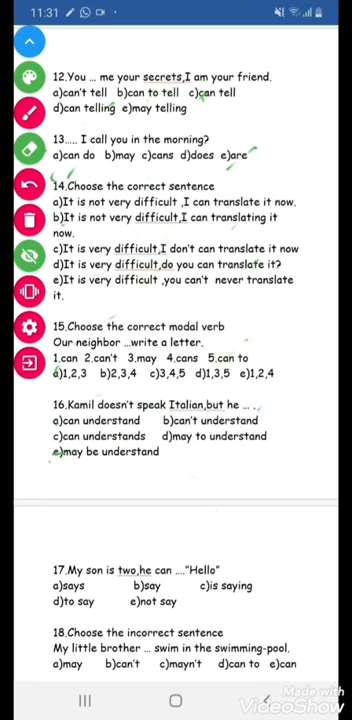 11:31
12.You ... me your secrets,I am your friend.
a)can't tell b)can to tell c)can tell
d)can telling e)may telling
13..... I call you in the morning?
a)can do b)may c)cans d)does e)are
14.Choose the correct sentence
a)It is not very difficult ,I can translate it now.
b)It is not very difficult,I can translating it
now.
c)It is very difficult,I don't can translate it now
d)It is very difficult,do you can translate it?
e)It is very difficult ,you can't never translate
it.
15.Choose the correct modal verb
Our neighbor ...write a letter.
1.can 2.can't 3.may 4.cans 5.can to
a)1,2,3 b)2,3,4 c)3,4,5 d)1,3,5 e)1,2,4
16.Kamil doesn't speak Italian,but he ... .
a)can understand b)can't understand
c)can understands d)may to understand
e)may be understand
17.My son is two,he can ...."Hello"
a)says b)say c)is saying
d)to say e)not say
18.Choose the incorrect sentence
My little brother ... swim in the swimming-pool.
a)may b)can't c)mayn't d)can to e)can
Made with
VideoShow